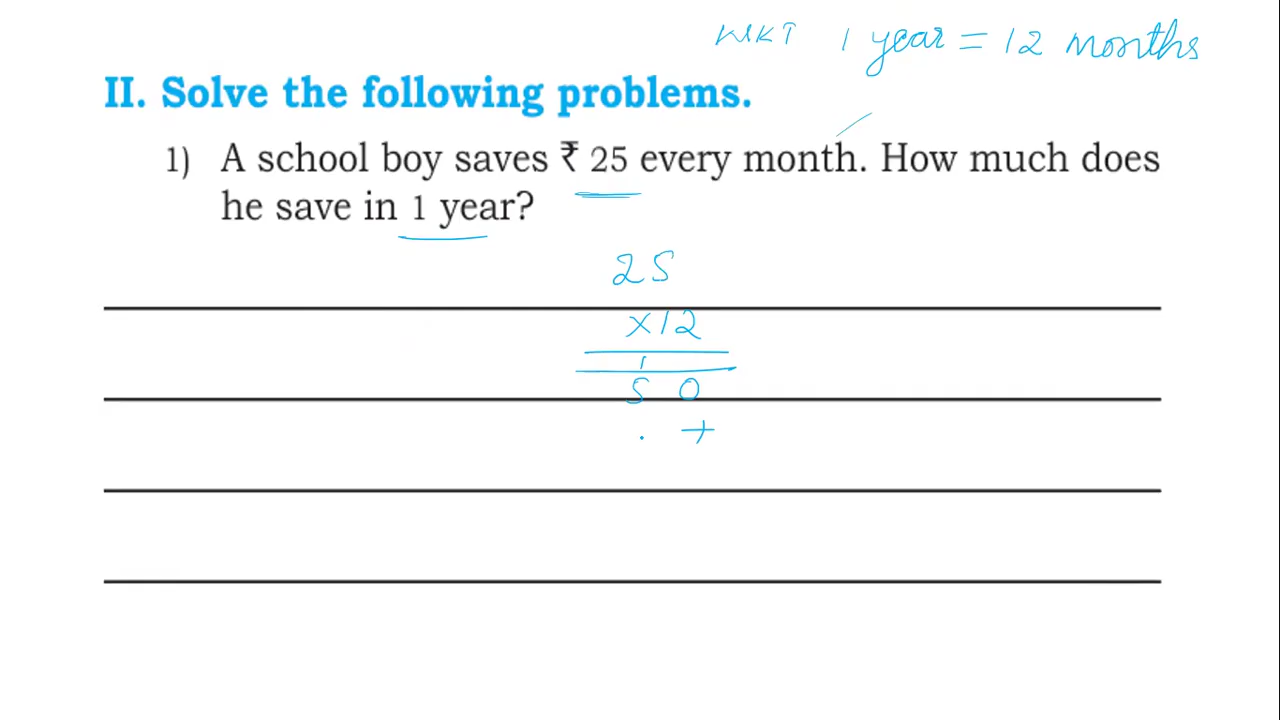 WKT 1 year = 12 months
II. Solve the following problems.
1) A school boy saves ₹ 25 every month. How much does
he save in 1 year?
25
×12
1
50
. +